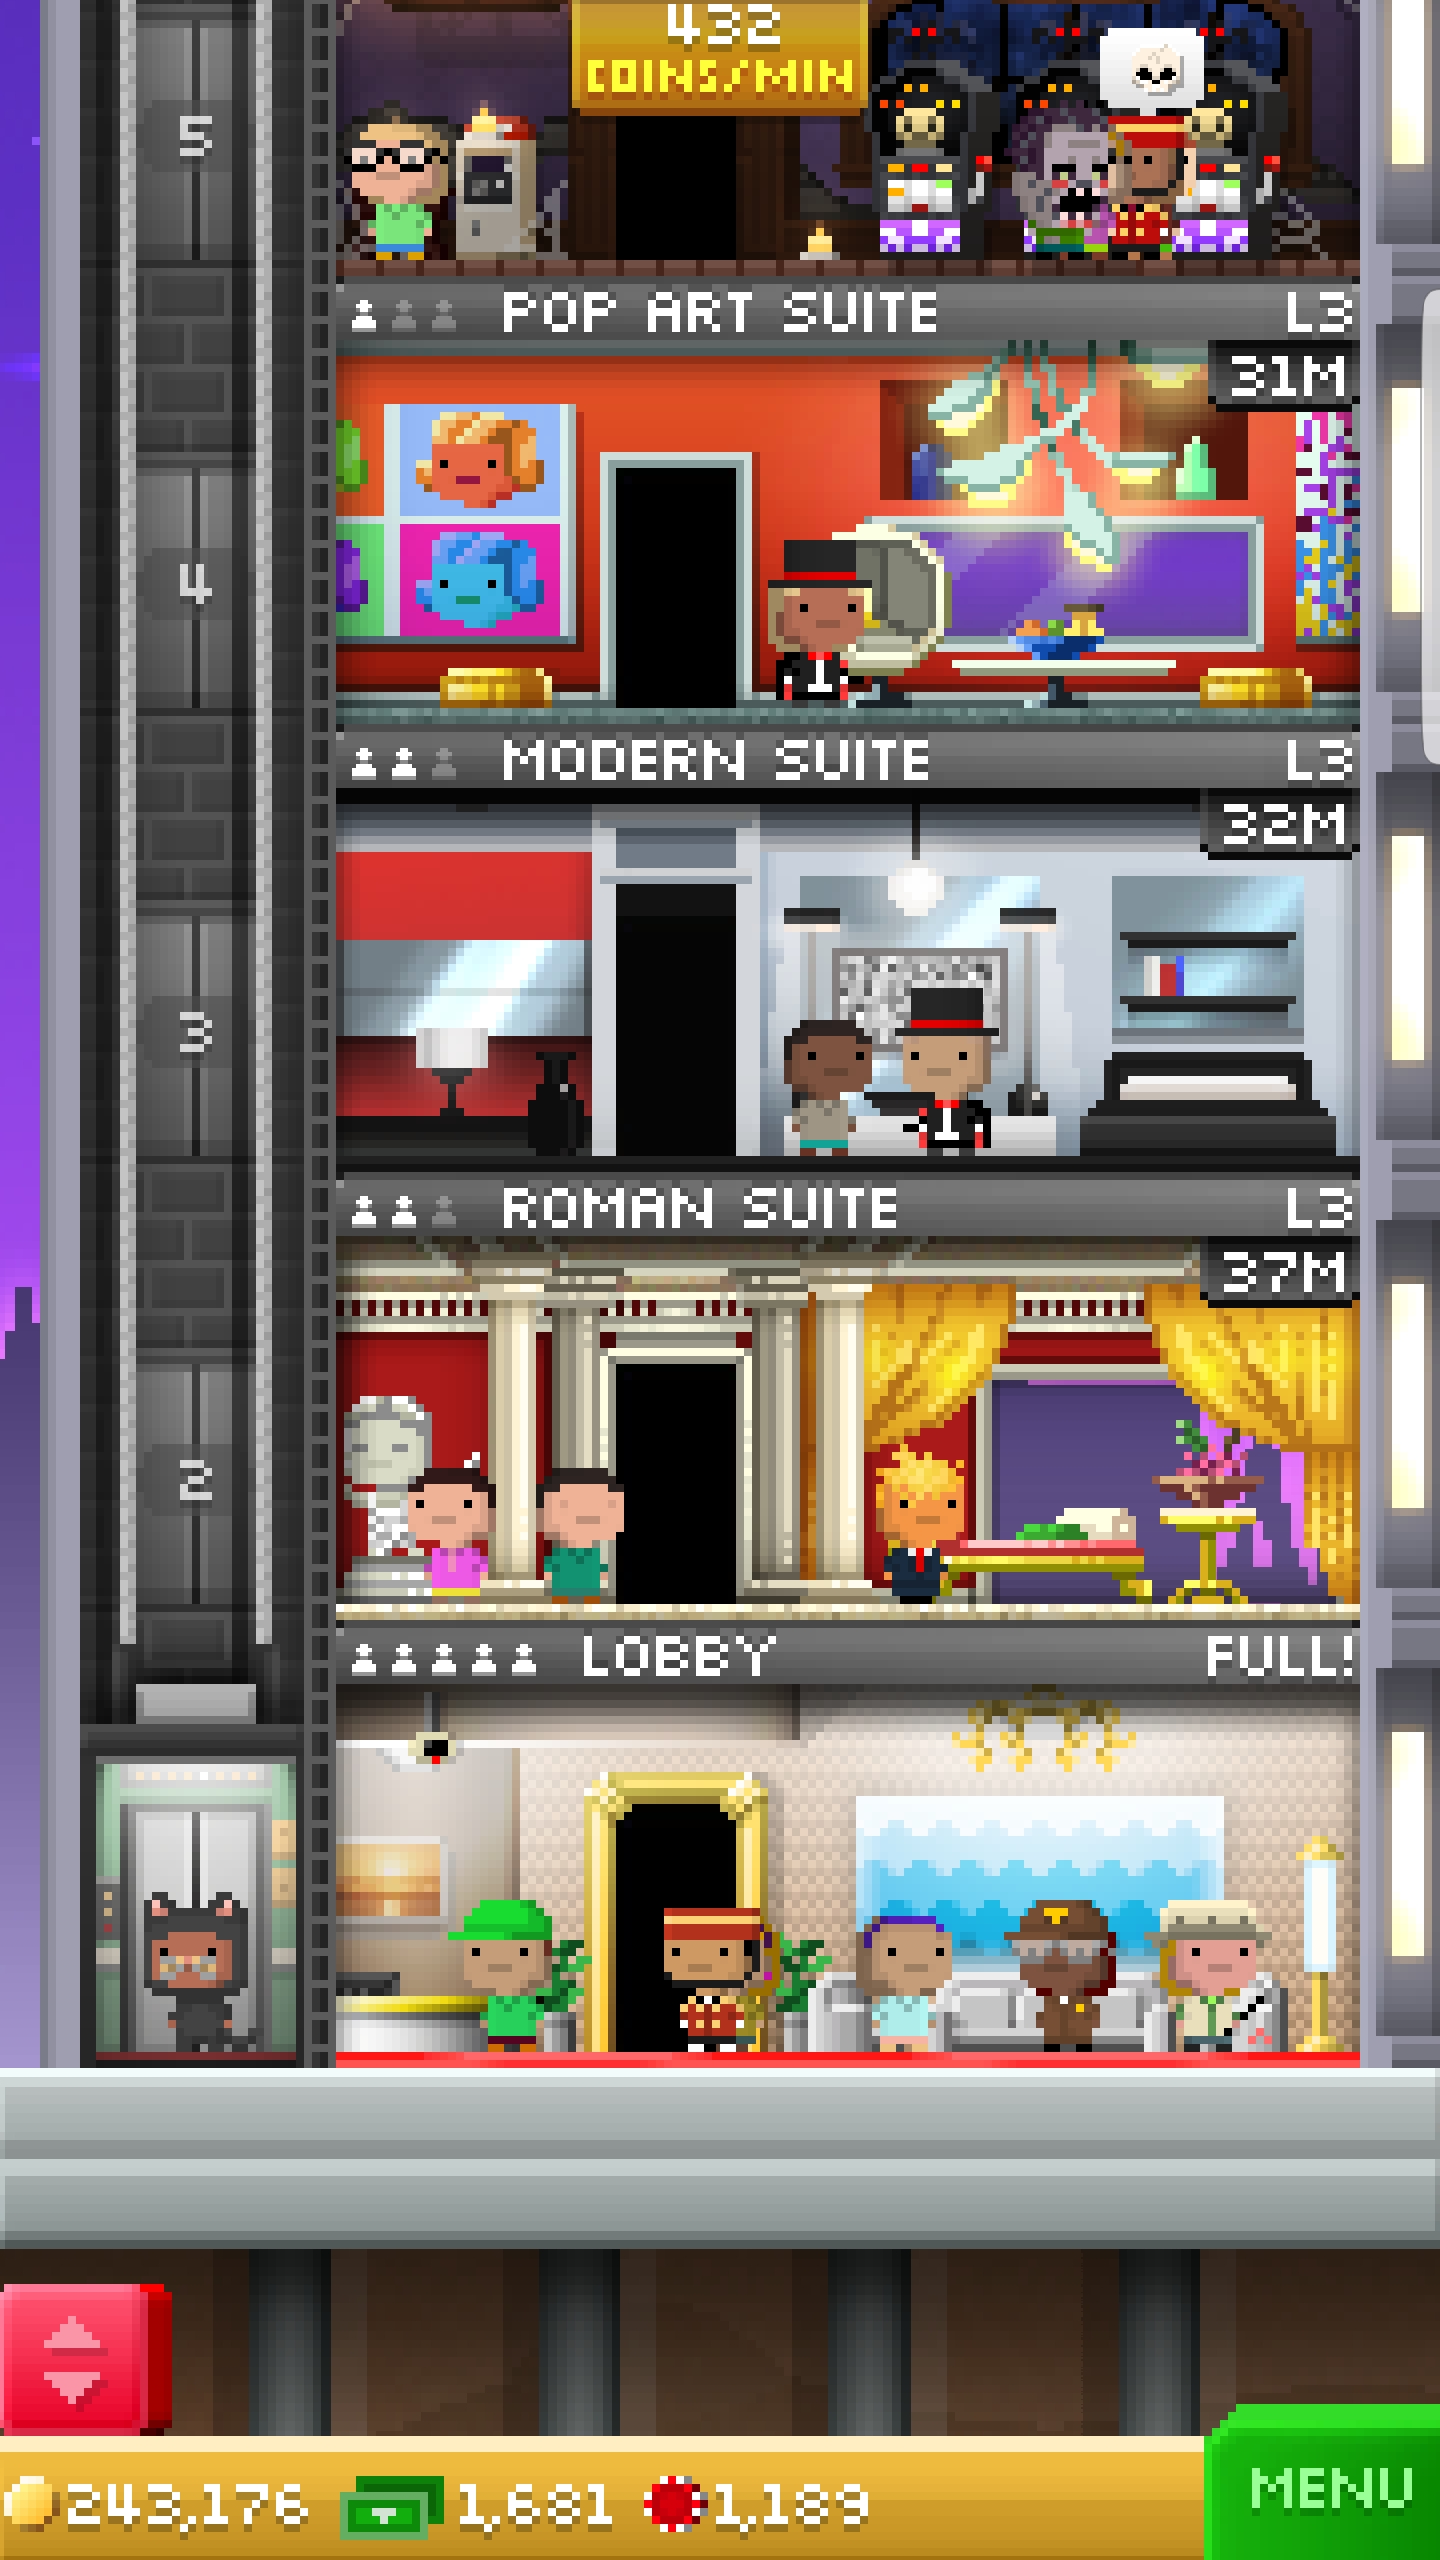 432
COINS/MIN
5
POP ART SUITE L3
31M
4
MODERN SUITE L3
32M
3
ROMAN SUITE L3
37M
2
LOBBY FULL!
MENU
243,176 1,681 1,189